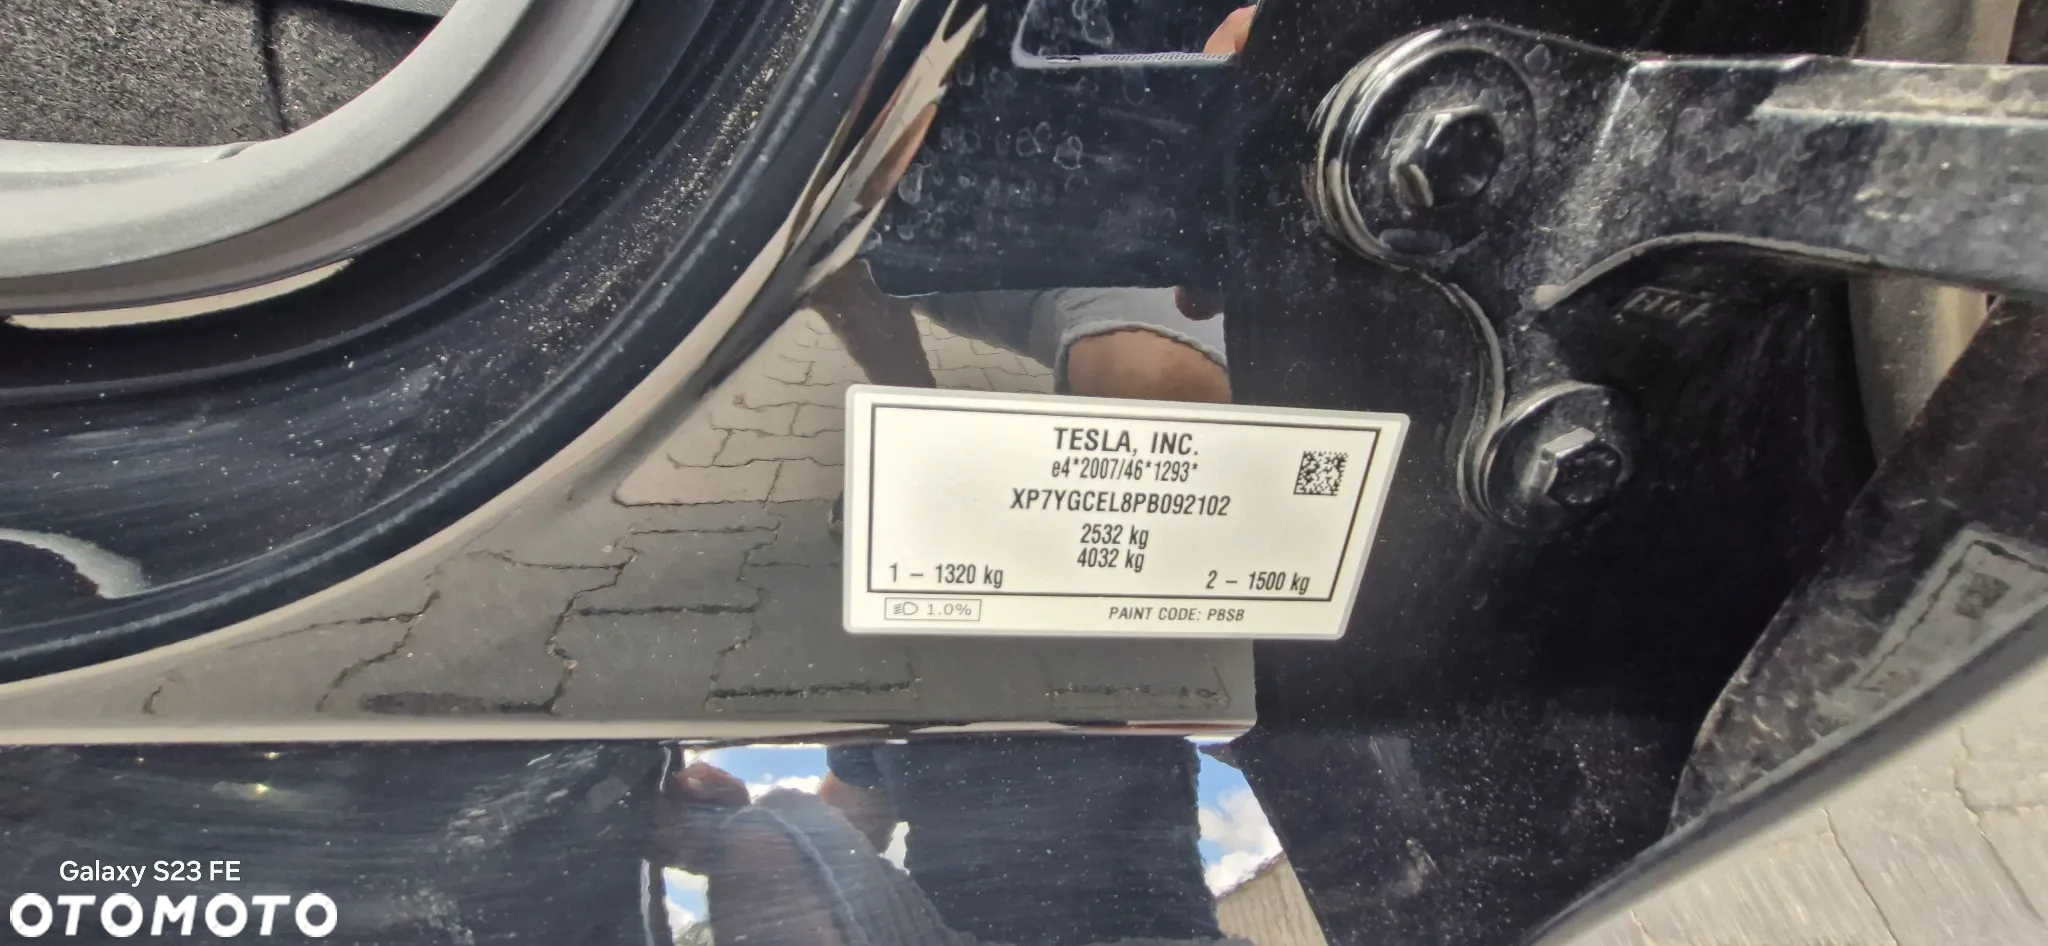 TESLA, INC.
e4*2007/46*1293*
XP7YGCEL8PB092102
2532 kg
4032 kg
1 – 1320 kg
2 – 1500 kg
1.0%
PAINT CODE: PBSB
Galaxy S23 FE
OTOMOTO